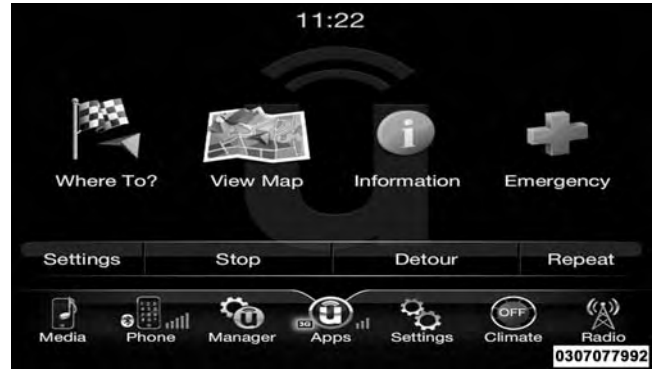 11:22
Where To? View Map Information Emergency
Settings Stop Detour Repeat
3G OFF
Media Phone Manager Apps Settings Climate Radio
0307077992